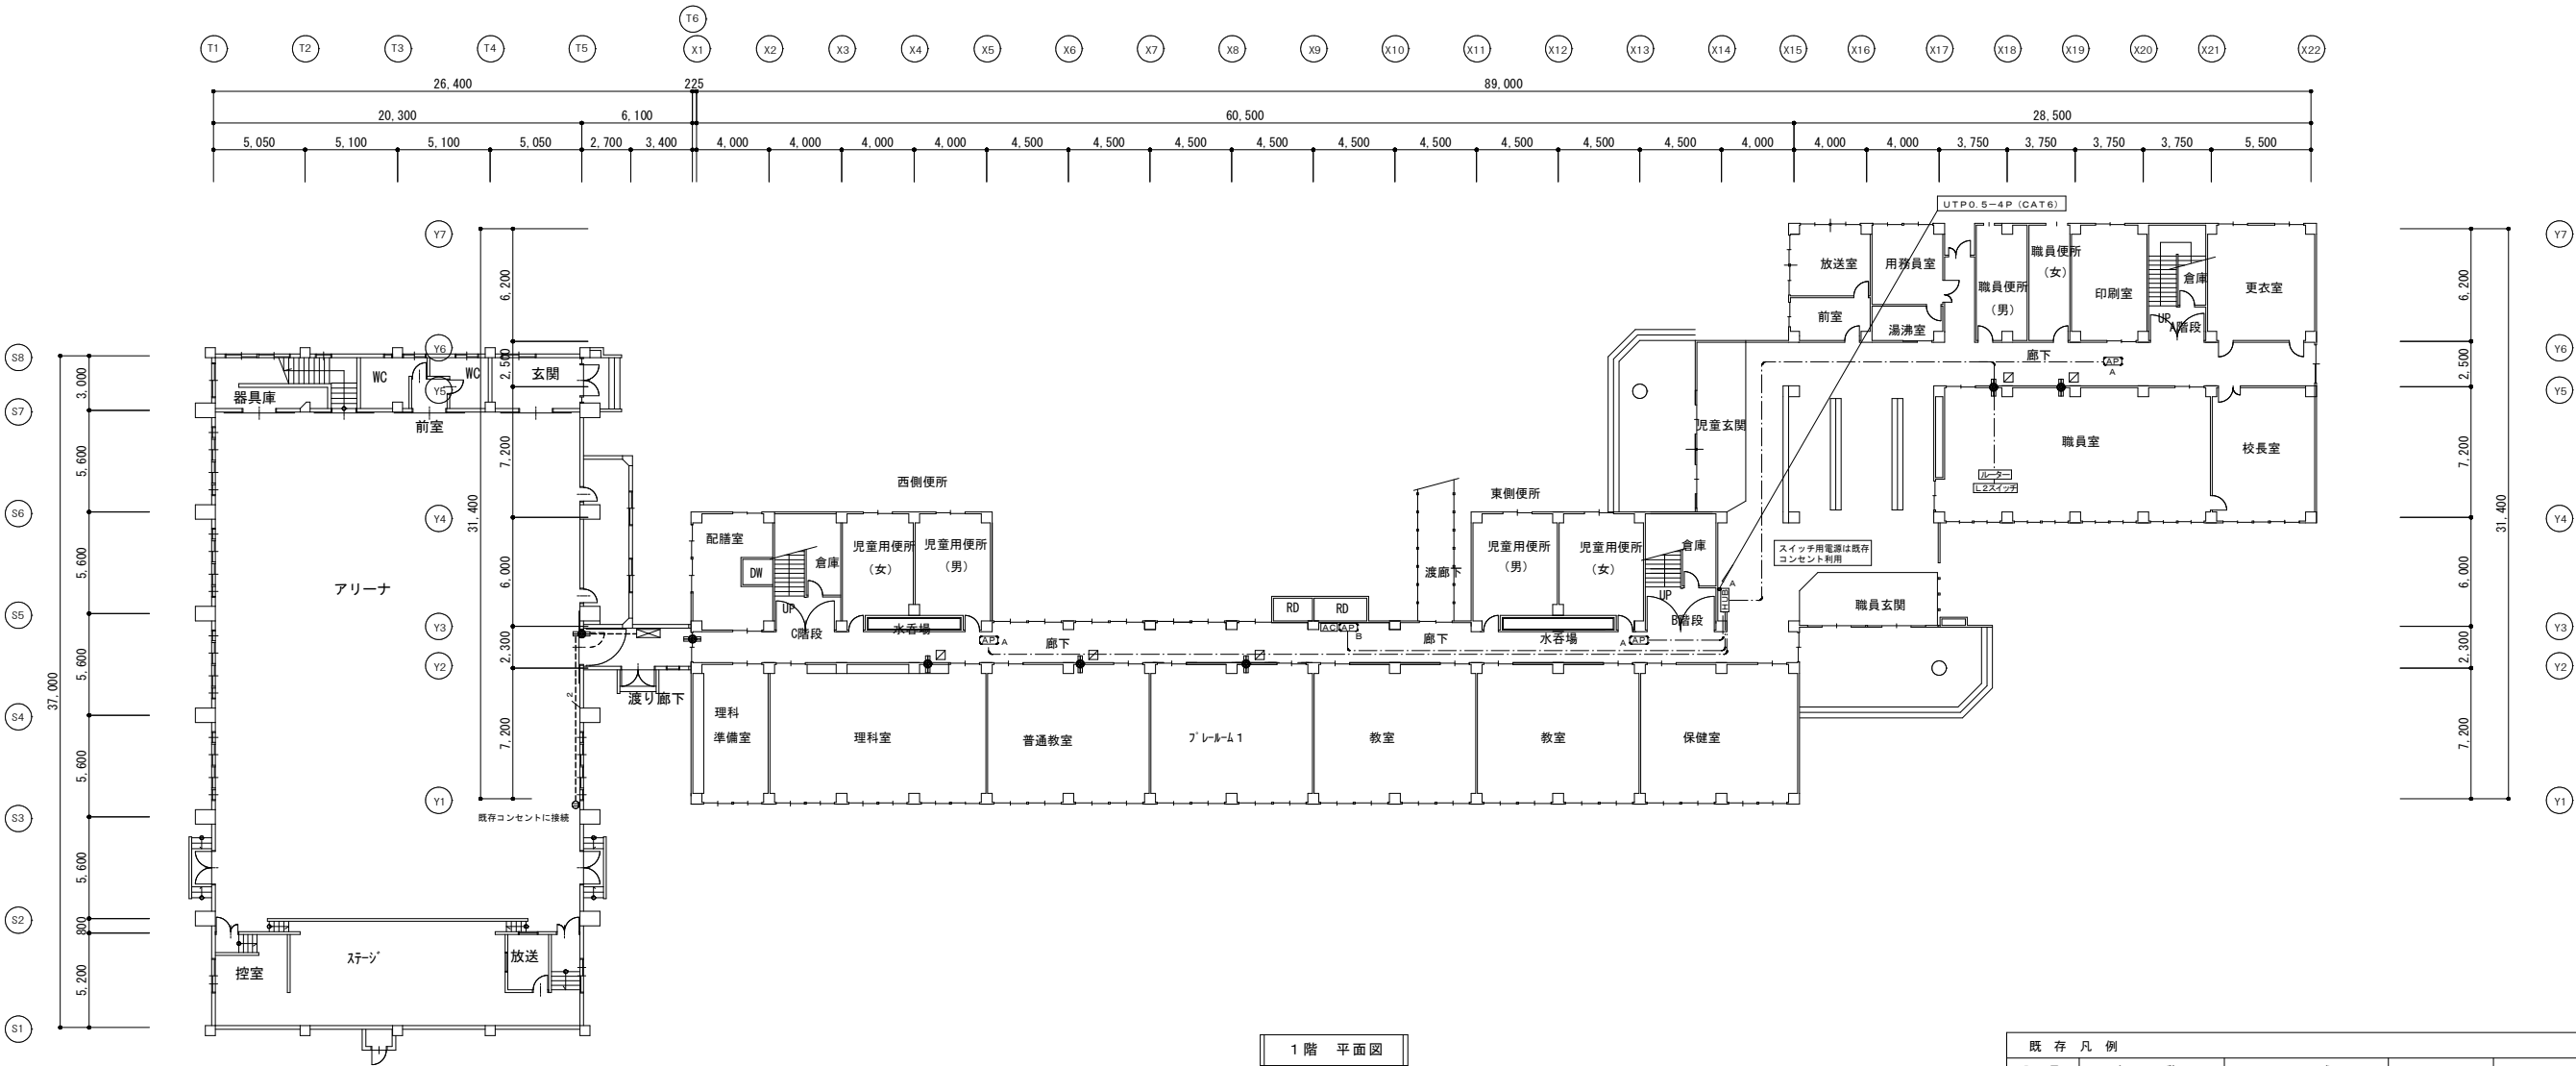 T6
T1 T2 T3 T4 T5 X1 X2 X3 X4 X5 X6 X7 X8 X9 X10 X11 X12 X13 X14 X15 X16 X17 X18 X19 X20 X21 X22
26,400 225 89,000
20,300 6,100 60,500 28,500
5,050 5,100 5,100 5,050 2,700 3,400 4,000 4,000 4,000 4,000 4,500 4,500 4,500 4,500 4,500 4,500 4,500 4,500 4,500 4,000 4,000 4,000 3,750 3,750 3,750 3,750 5,500
UTP0.5-4P (CAT6)
Y7
Y6
Y5
Y4
Y3
Y2
Y1
6,200
2,500
7,200
6,000
2,300
7,200
31,400
S8
S7
S6
S5
S4
S3
S2
S1
3,000
5,600
5,600
5,600
5,600
5,600
800
5,200
37,000
器具庫
WC
WC
玄関
前室
アリーナ
既存コンセントに接続
2
渡り廊下
控室
ステージ
放送
西側便所
配膳室
DW
倉庫
UP
C階段
児童用便所
(女)
児童用便所
(男)
水呑場
AP
A
廊下
RD
RD
AC
AP
B
廊下
渡廊下
東側便所
児童用便所
(男)
児童用便所
(女)
水呑場
A
AP
倉庫
UP
B階段
HUB
A
理科
準備室
理科室
普通教室
プレールーム1
教室
教室
保健室
児童玄関
放送室
前室
用務員室
湯沸室
職員便所
(男)
職員便所
(女)
印刷室
UP
A階段
倉庫
更衣室
廊下
AP
A
職員室
ルーター
L2スイッチ
校長室
スイッチ用電源は既存
コンセント利用
職員玄関
Y7
Y6
Y5
Y4
Y3
Y2
Y1
6,200
2,500
7,200
6,000
2,300
7,200
31,400
1階 平面図
既存凡例